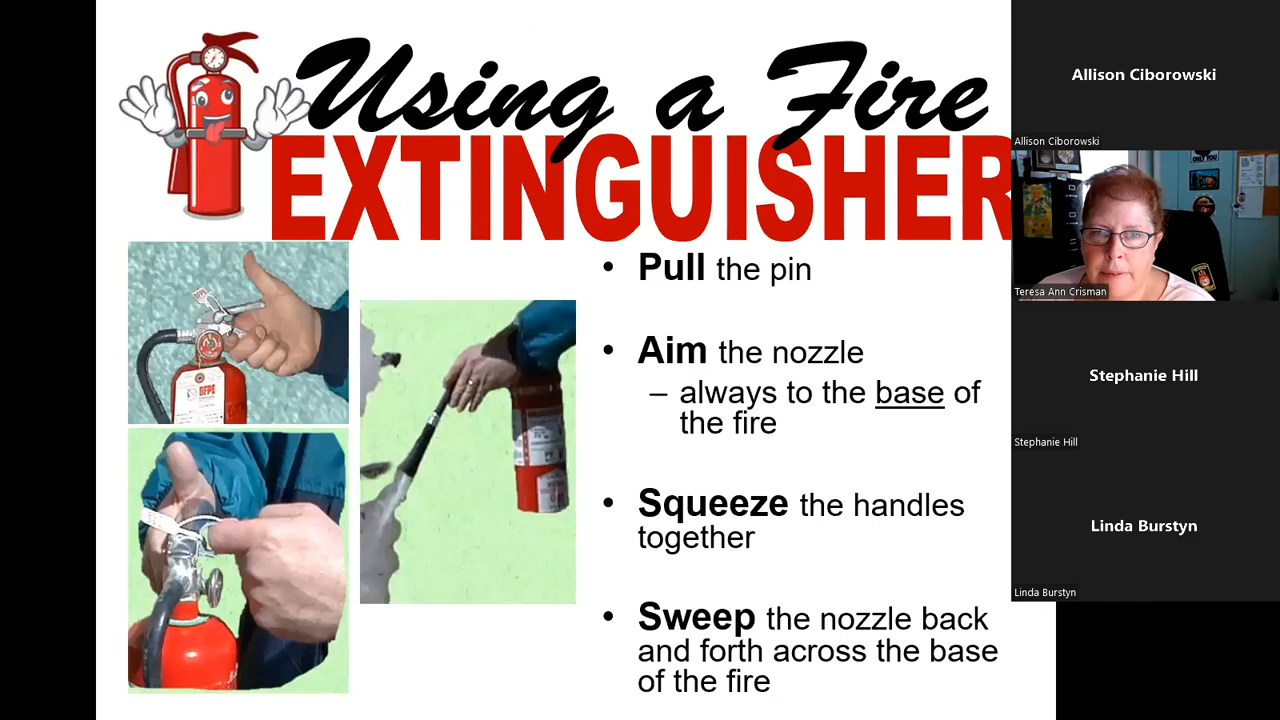 Using a Fire
EXTINGUISHER
• Pull the pin
• Aim the nozzle
– always to the base of
the fire
• Squeeze the handles
together
• Sweep the nozzle back
and forth across the base
of the fire
Allison Ciborowski
Allison Ciborowski
ONLY YOU
Teresa Ann Crisman
Stephanie Hill
Stephanie Hill
Linda Burstyn
Linda Burstyn